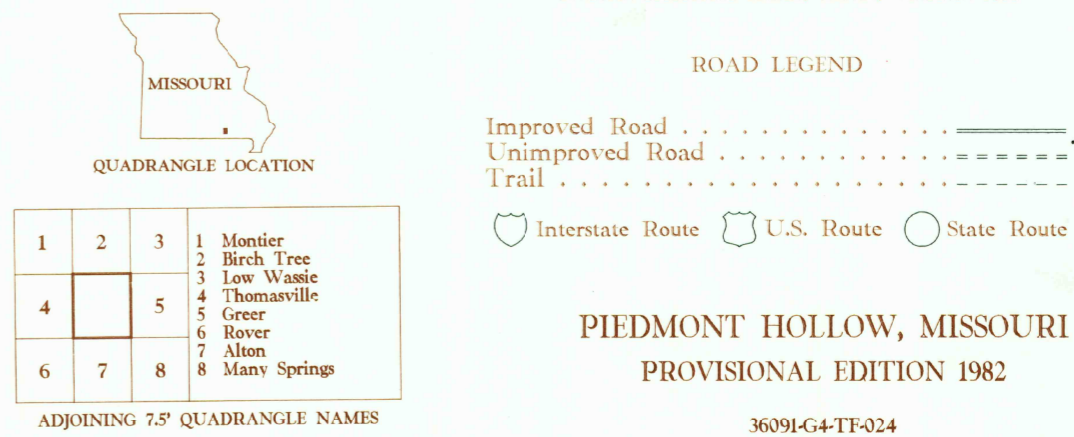 MISSOURI
QUADRANGLE LOCATION
1 2 3
4 5
6 7 8
1 Montier
2 Birch Tree
3 Low Wassie
4 Thomasville
5 Greer
6 Rover
7 Alton
8 Many Springs
ADJOINING 7.5' QUADRANGLE NAMES
ROAD LEGEND
Improved Road
Unimproved Road
Trail
Interstate Route U.S. Route State Route
PIEDMONT HOLLOW, MISSOURI
PROVISIONAL EDITION 1982
36091-G4-TF-024